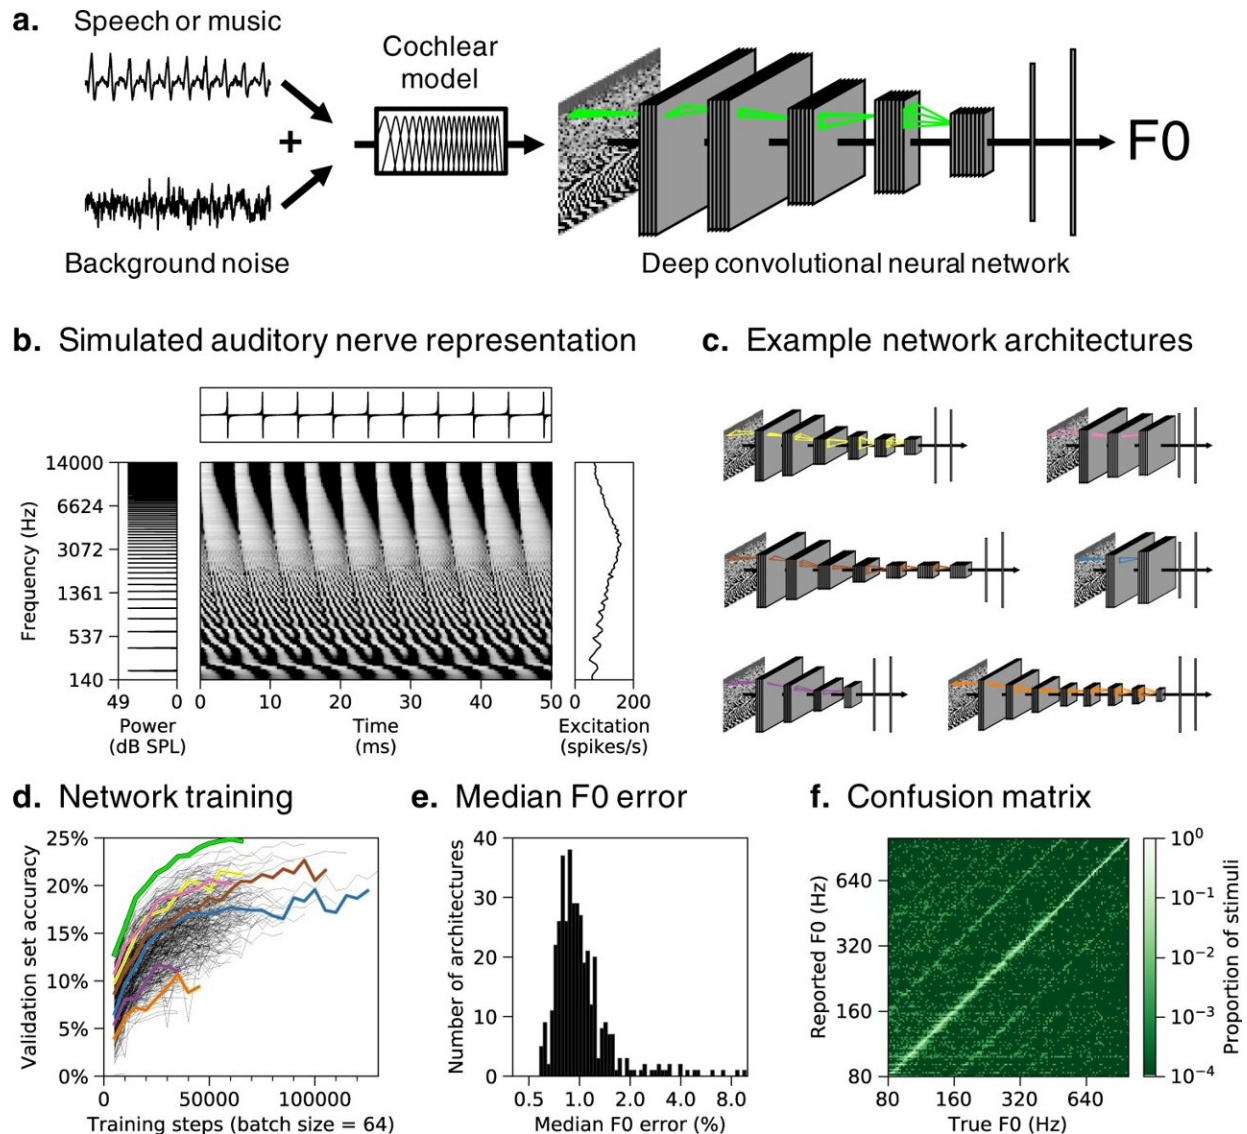 a.
Speech or music
+
Background noise
Cochlear
model
F0
Deep convolutional neural network
b. Simulated auditory nerve representation
14000
6624
3072
1361
537
140
Frequency (Hz)
49 0
Power
(dB SPL)
0 10 20 30 40 50
Time
(ms)
0 200
Excitation
(spikes/s)
c. Example network architectures
d. Network training
25%
20%
15%
10%
5%
0%
Validation set accuracy
0 50000 100000
Training steps (batch size = 64)
e. Median F0 error
40
30
20
10
0
Number of architectures
0.5 1.0 2.0 4.0 8.0
Median F0 error (%)
f. Confusion matrix
640
320
160
80
Reported F0 (Hz)
80 160 320 640
True F0 (Hz)
10⁰
10⁻¹
10⁻²
10⁻³
10⁻⁴
Proportion of stimuli